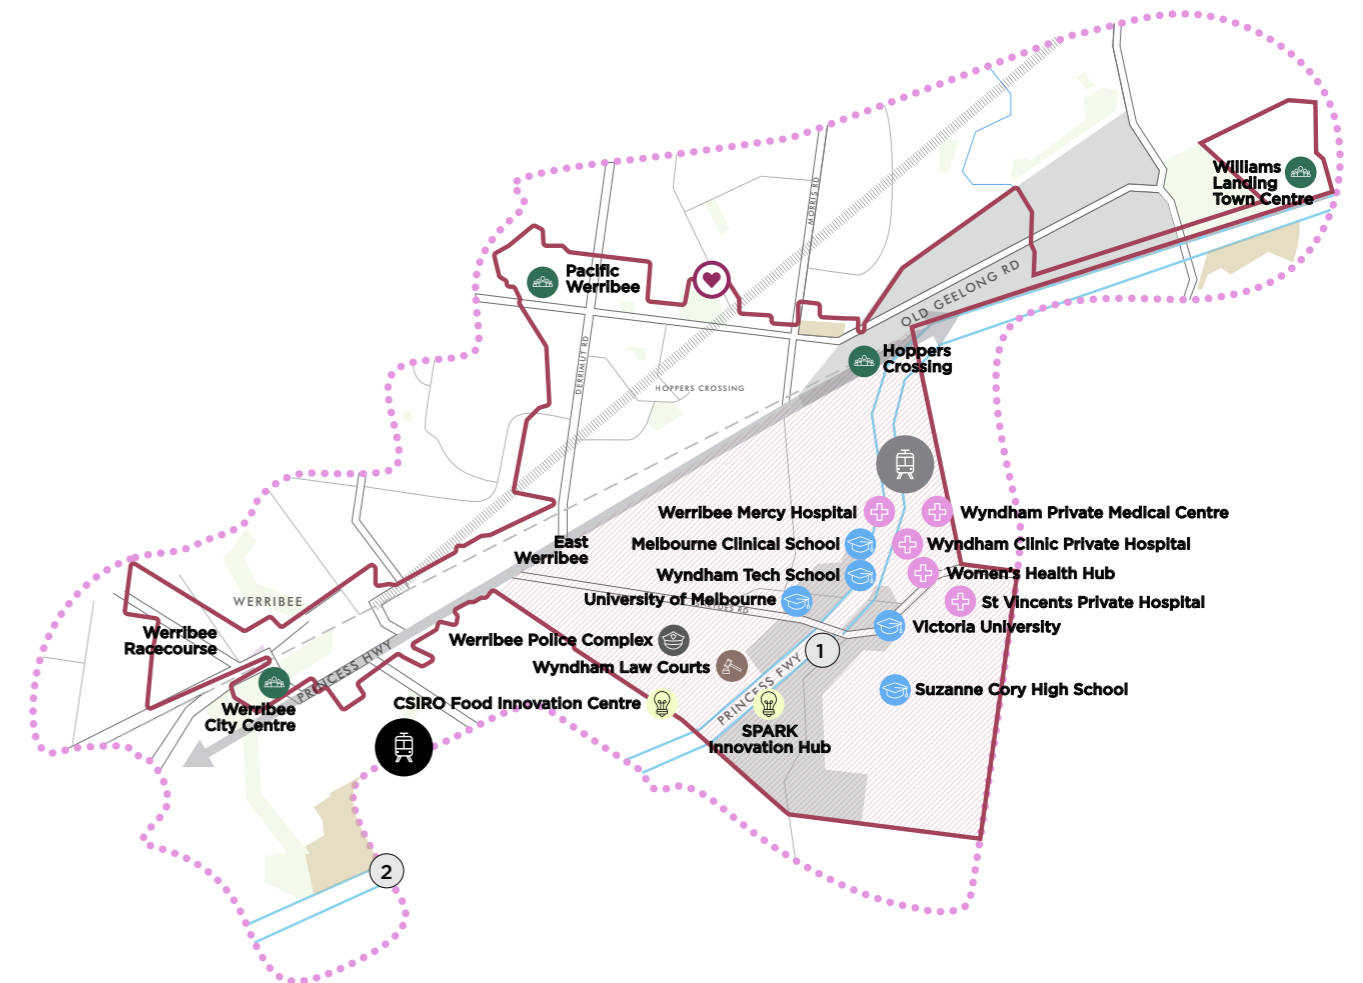 Williams
Landing
Town Centre
MORRIS RD
Pacific
Werribee
OLD GEELONG RD
DERRIMUT RD
Hoppers
Crossing
HOPPERS CROSSING
Werribee Mercy Hospital
Wyndham Private Medical Centre
East
Werribee
Melbourne Clinical School
Wyndham Clinic Private Hospital
Wyndham Tech School
Women's Health Hub
University of Melbourne
RD
St Vincents Private Hospital
WERRIBEE
Victoria University
Werribee
Racecourse
Werribee Police Complex
1
Wyndham Law Courts
PRINCESS HWY
PRINCESS FWY
Suzanne Cory High School
CSIRO Food Innovation Centre
Werribee
City Centre
SPARK
Innovation Hub
2